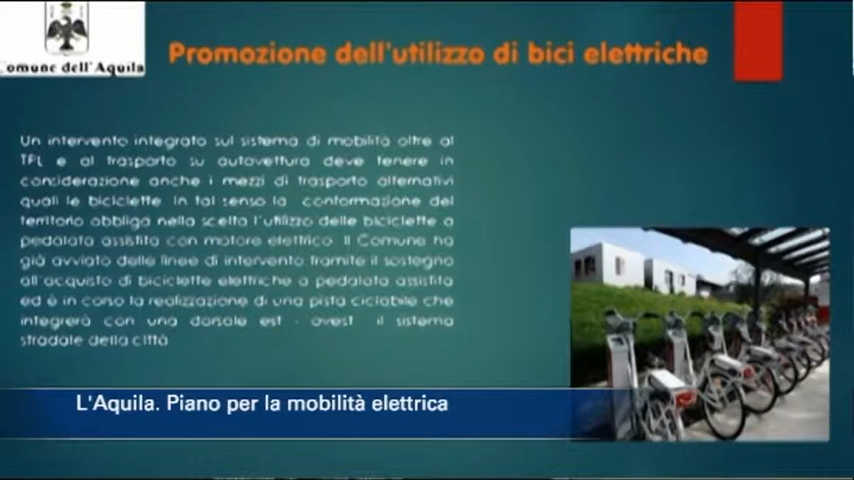 Comune dell'Aquila
Promozione dell'utilizzo di bici elettriche
Un intervento integrato sul sistema di mobilità oltre al
TPL e al trasporto su autovettura deve tenere in
considerazione anche i mezzi di trasporto alternativi
quali le biciclette In tal senso la conformazione del
territorio obbliga nella scelta l'utilizzo delle biciclette a
pedalata assistita con motore elettrico Il Comune ha
già avviato delle linee di intervento tramite il sostegno
all'acquisto di biciclette elettriche a pedalata assistita
ed è in corso la realizzazione di una pista ciclabile che
integrerà con una dorsale est - ovest il sistema
stradale della città
L'Aquila. Piano per la mobilità elettrica